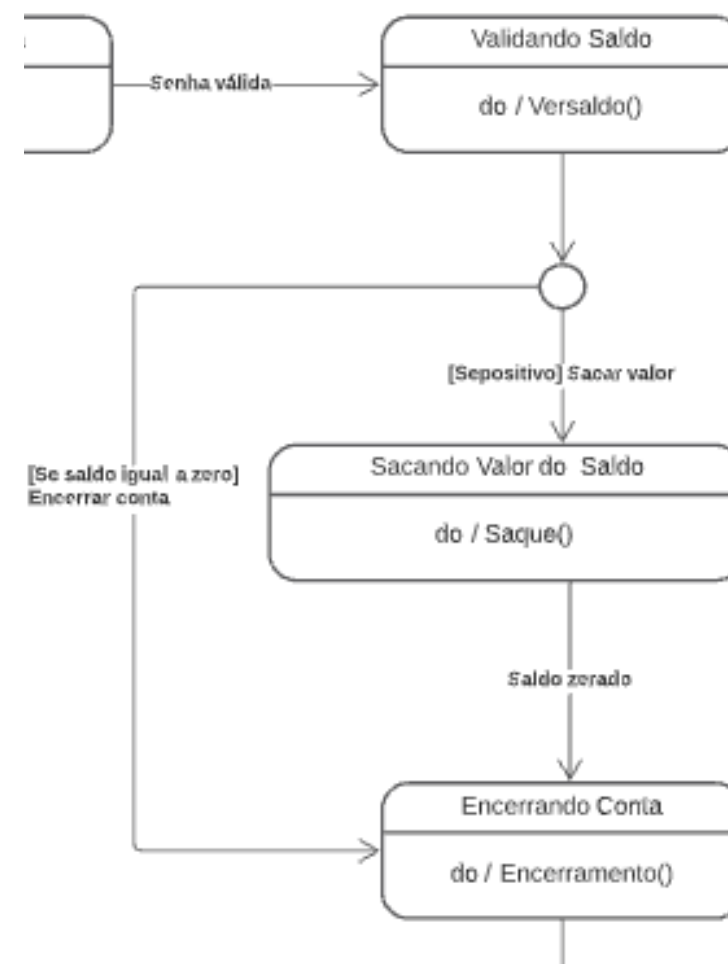 Validando Saldo
Senha válida
do / Versaldo()
[Sepositivo] Sacar valor
[Se saldo igual a zero]
Encerrar conta
Sacando Valor do Saldo
do / Saque()
Saldo zerado
Encerrando Conta
do / Encerramento()